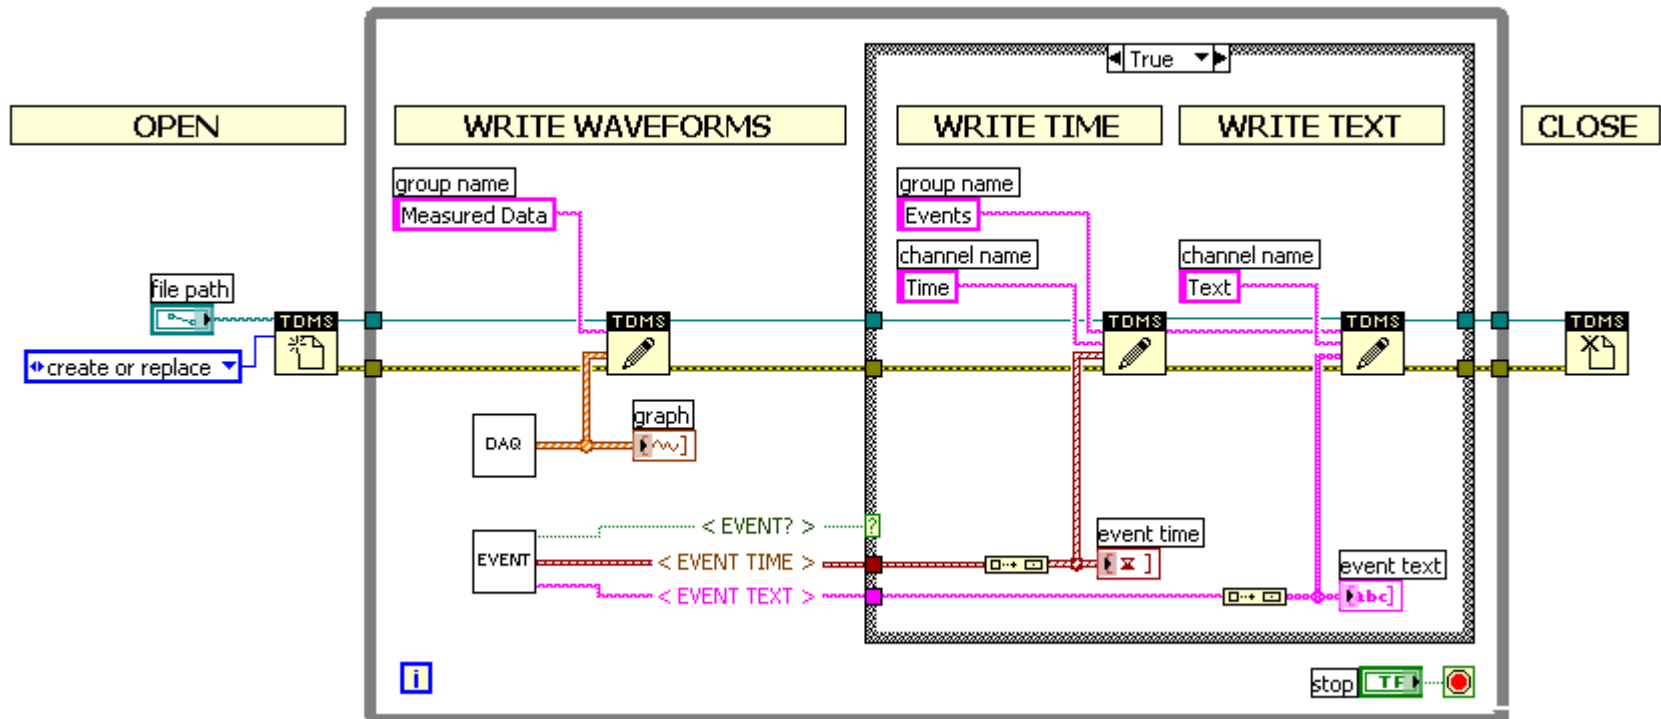 True
OPEN
WRITE WAVEFORMS
WRITE TIME
WRITE TEXT
CLOSE
group name
Measured Data
group name
Events
channel name
Time
channel name
Text
file path
create or replace
TDMS
TDMS
TDMS
TDMS
TDMS
DAQ
graph
EVENT
< EVENT? >
?
< EVENT TIME >
< EVENT TEXT >
event time
event text
abc
i
stop
TF